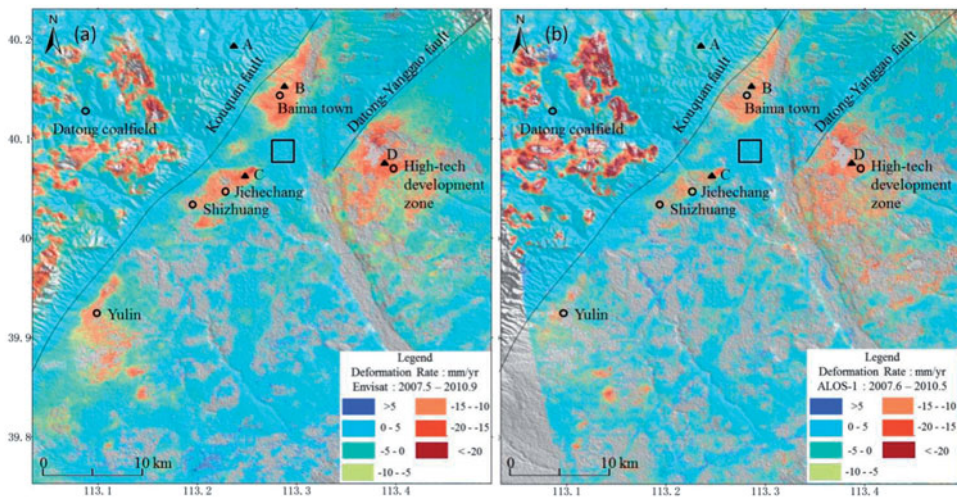 (a)
N
A
Kouquan fault
Datong-Yanggao fault
B
Baima town
Datong coalfield
D
High-tech
development
zone
C
Jichechang
Shizhuang
Yulin
Legend
Deformation Rate : mm/yr
Envisat : 2007.5 – 2010.9
>5 -15 - -10
0 - 5 -20 - -15
-5 - 0 < -20
-10 - -5
0 10 km
40.2
40.1
40
39.9
39.8
113.1 113.2 113.3 113.4
(b)
N
A
Kouquan fault
Datong-Yanggao fault
B
Baima town
Datong coalfield
D
High-tech
development
zone
C
Jichechang
Shizhuang
Yulin
Legend
Deformation Rate : mm/yr
ALOS-1 : 2007.6 – 2010.5
>5 -15 - -10
0 - 5 -20 - -15
-5 - 0 < -20
-10 - -5
0 10 km
113.1 113.2 113.3 113.4